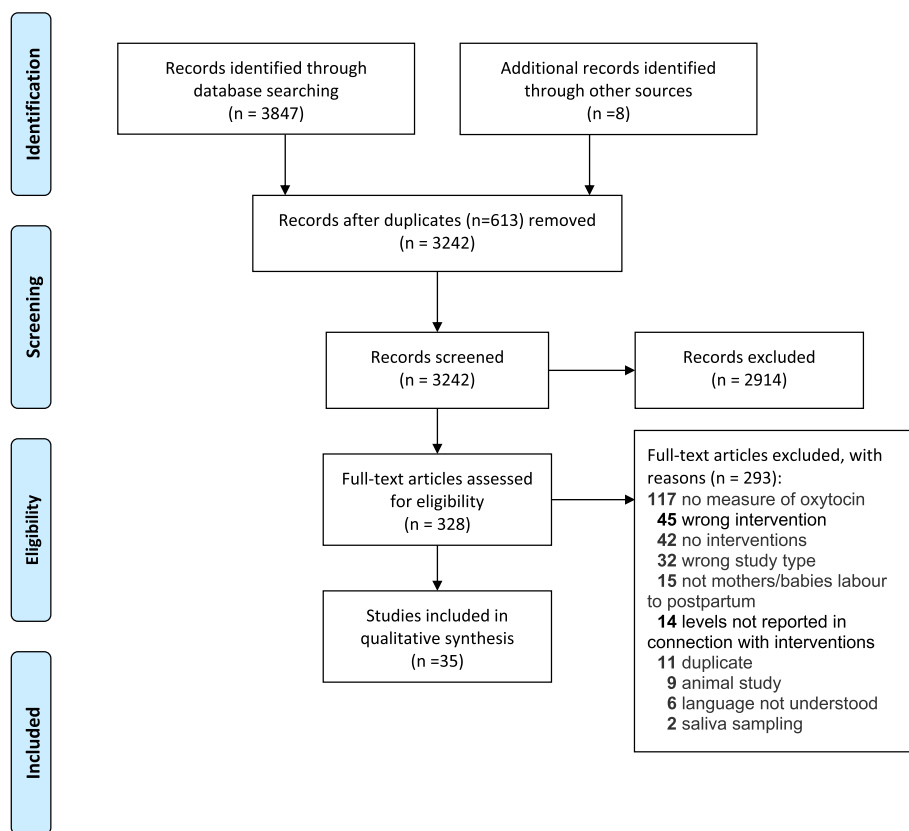 Identification
Records identified through
database searching
(n = 3847)
Additional records identified
through other sources
(n =8)
Records after duplicates (n=613) removed
(n = 3242)
Screening
Records screened
(n = 3242)
Records excluded
(n = 2914)
Eligibility
Full-text articles assessed
for eligibility
(n = 328)
Full-text articles excluded, with
reasons (n = 293):
117 no measure of oxytocin
45 wrong intervention
42 no interventions
32 wrong study type
15 not mothers/babies labour
to postpartum
14 levels not reported in
connection with interventions
11 duplicate
9 animal study
6 language not understood
2 saliva sampling
Studies included in
qualitative synthesis
(n =35)
Included